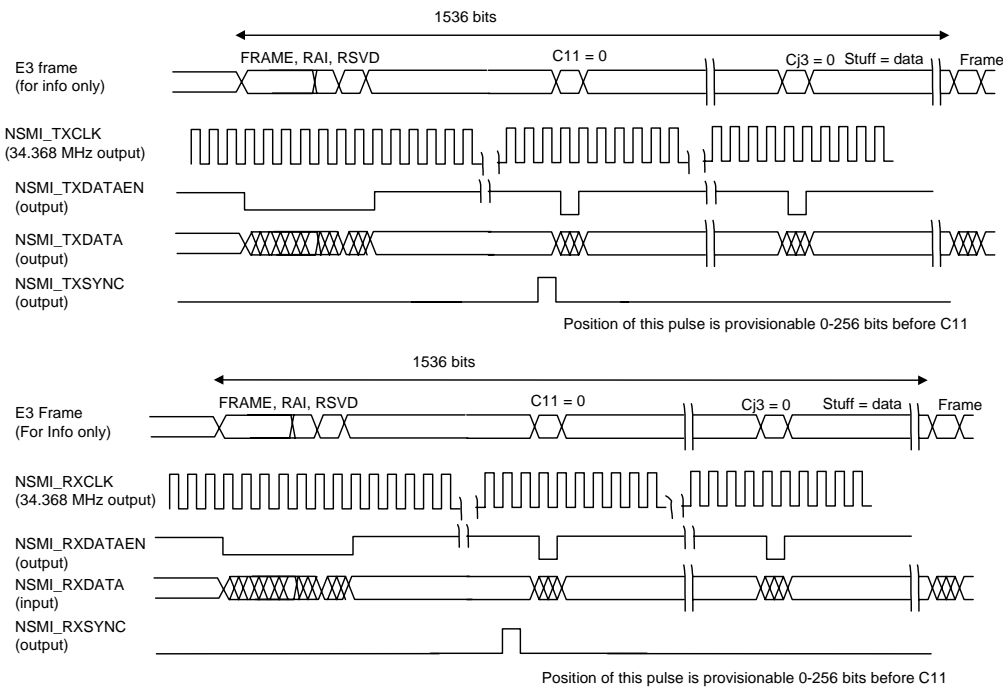 1536 bits
FRAME, RAI, RSVD
C11 = 0
Cj3 = 0
Stuff = data
Frame
E3 frame
(for info only)
NSMI_TXCLK
(34.368 MHz output)
NSMI_TXDATAEN
(output)
NSMI_TXDATA
(output)
NSMI_TXSYNC
(output)
Position of this pulse is provisionable 0-256 bits before C11
1536 bits
FRAME, RAI, RSVD
C11 = 0
Cj3 = 0
Stuff = data
Frame
E3 Frame
(For Info only)
NSMI_RXCLK
(34.368 MHz output)
NSMI_RXDATAEN
(output)
NSMI_RXDATA
(input)
NSMI_RXSYNC
(output)
Position of this pulse is provisionable 0-256 bits before C11